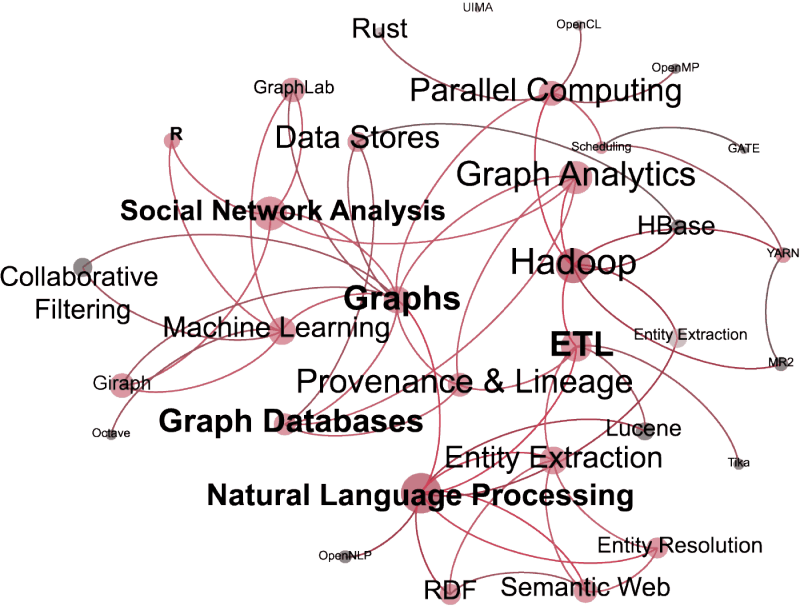 UIMA
Rust
OpenCL
OpenMP
GraphLab
Parallel Computing
R
Data Stores
Scheduling
GATE
Graph Analytics
Social Network Analysis
HBase
YARN
Hadoop
Collaborative
Filtering
Graphs
Machine Learning
ETL
Entity Extraction
MR2
Giraph
Provenance & Lineage
Graph Databases
Octave
Lucene
Entity Extraction
Tika
Natural Language Processing
OpenNLP
Entity Resolution
RDF
Semantic Web